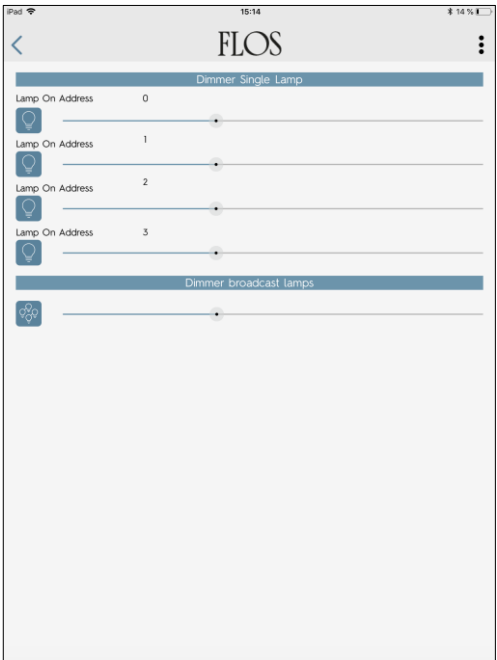 iPad 15:14 14 %
FLOS
Dimmer Single Lamp
Lamp On Address 0
Lamp On Address 1
Lamp On Address 2
Lamp On Address 3
Dimmer broadcast lamps